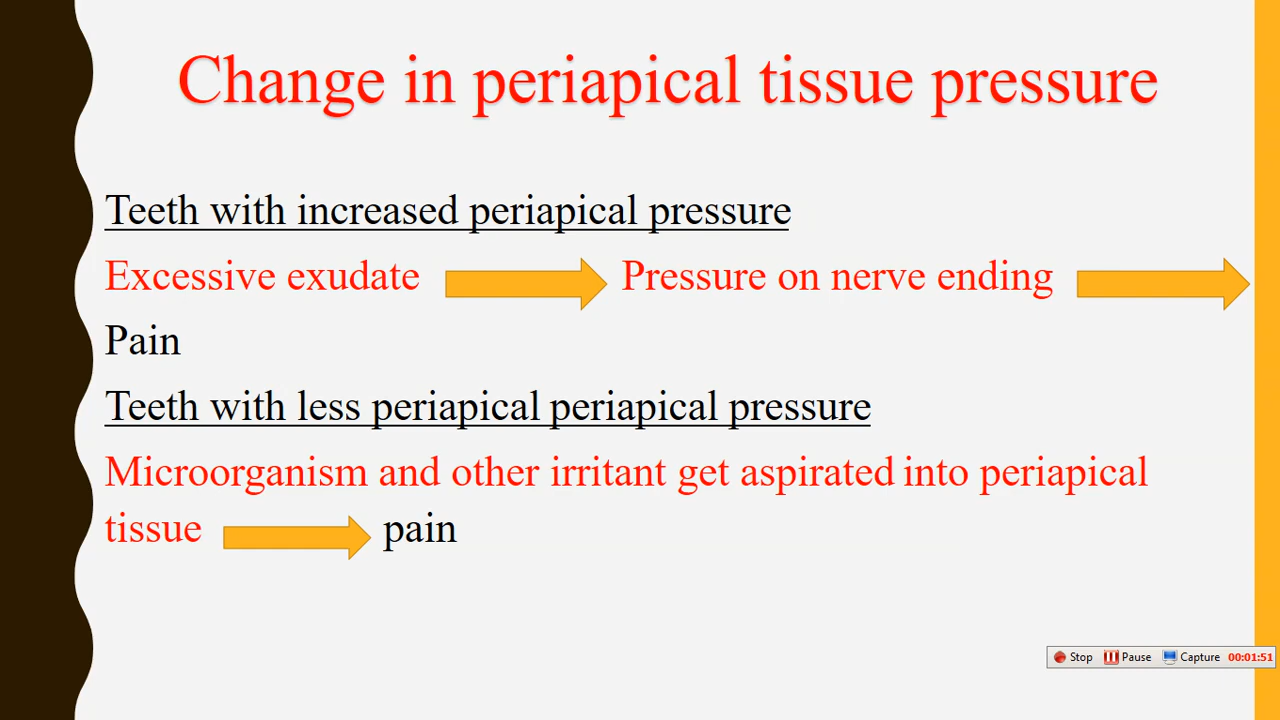 Change in periapical tissue pressure
Teeth with increased periapical pressure
Excessive exudate Pressure on nerve ending
Pain
Teeth with less periapical periapical pressure
Microorganism and other irritant get aspirated into periapical
tissue pain
Stop Pause Capture 00:01:51